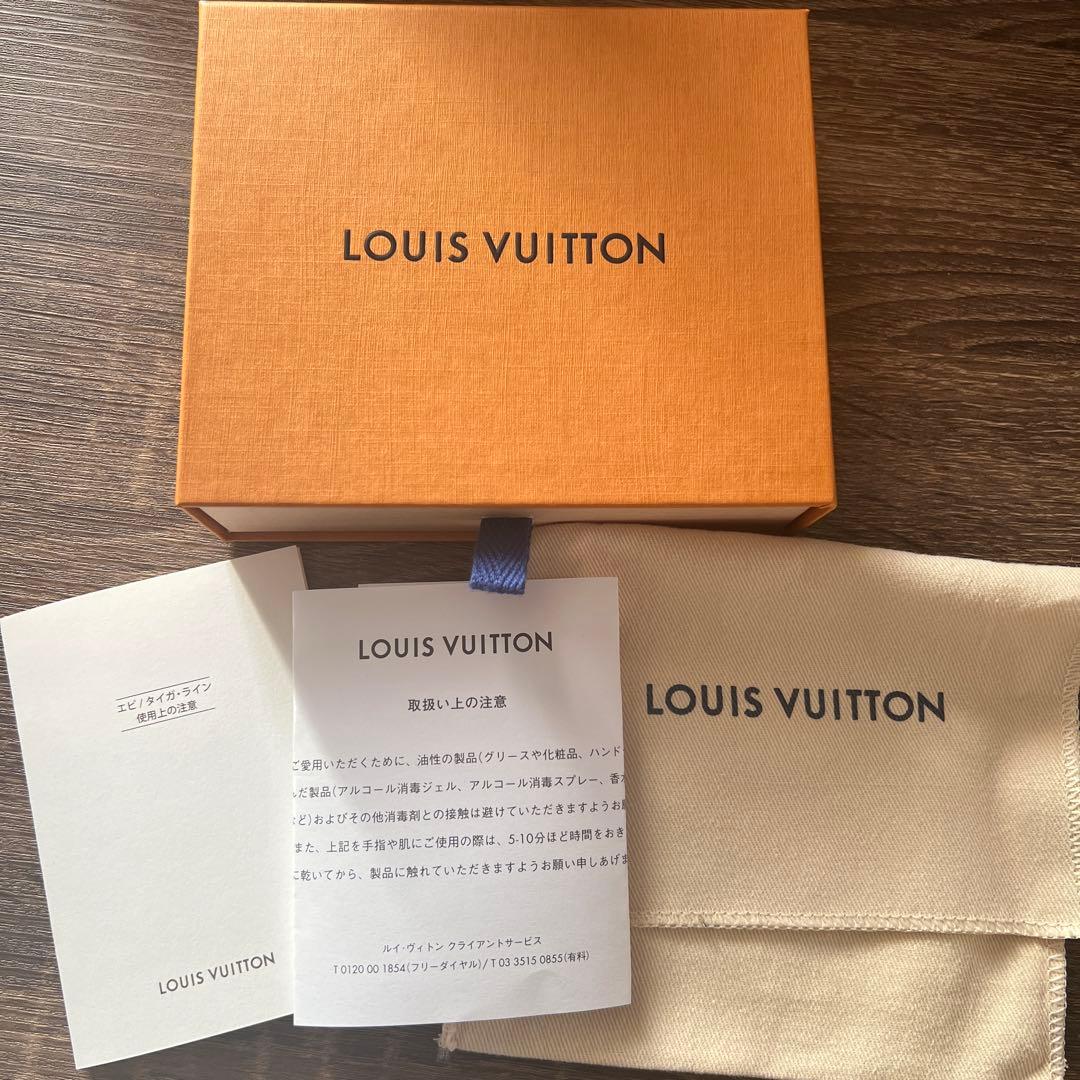 LOUIS VUITTON
エピ / タイガ・ライン
使用上の注意
LOUIS VUITTON
LOUIS VUITTON
取扱い上の注意
ご愛用いただくために、油性の製品(グリースや化粧品、ハンド
だ製品(アルコール消毒ジェル、アルコール消毒スプレー、香水
など)およびその他消毒剤との接触は避けていただきますようお願
また、上記を手指や肌にご使用の際は、5-10分ほど時間をおき
に乾いてから、製品に触れていただきますようお願い申しあげま
ルイ・ヴィトン クライアントサービス
T 0120 00 1854(フリーダイヤル) / T 03 3515 0855(有料)
LOUIS VUITTON